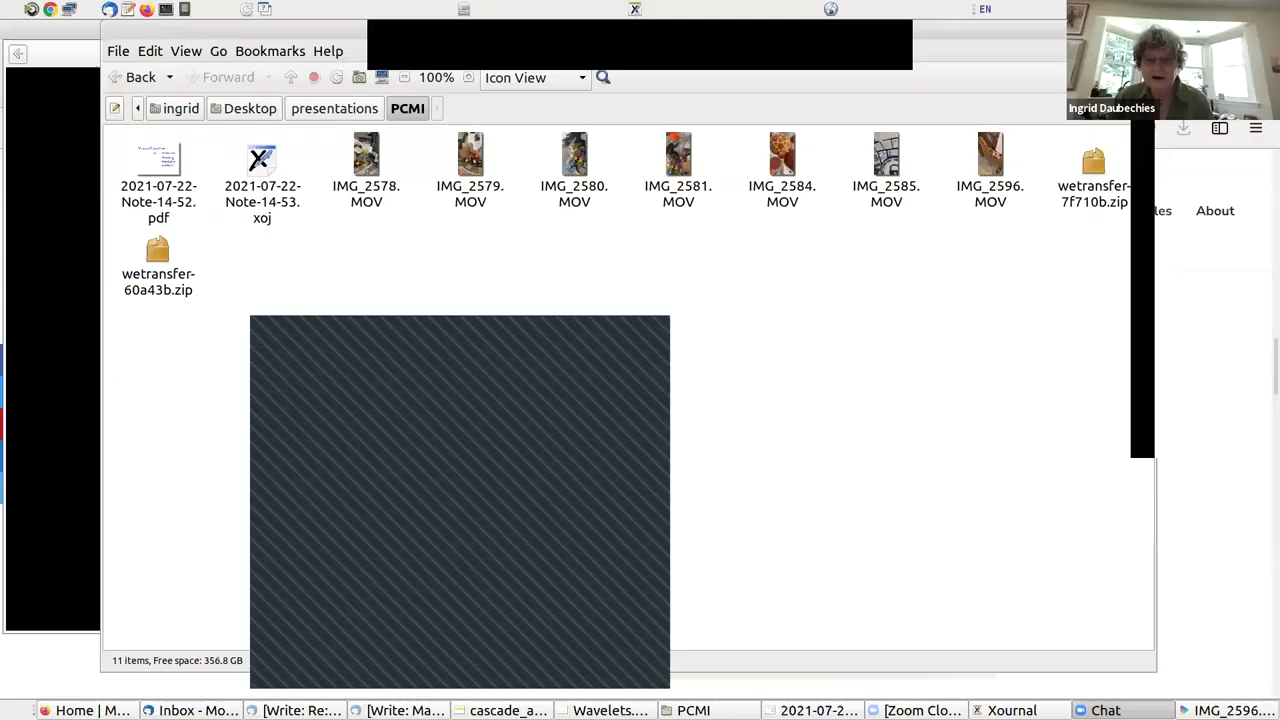 EN
File Edit View Go Bookmarks Help
Back Forward 100% Icon View
ingrid Desktop presentations PCMI
Ingrid Daubechies
2021-07-22-
Note-14-52.
pdf
2021-07-22-
Note-14-53.
xoj
IMG_2578.
MOV
IMG_2579.
MOV
IMG_2580.
MOV
IMG_2581.
MOV
IMG_2584.
MOV
IMG_2585.
MOV
IMG_2596.
MOV
wetransfer-
7f710b.zip
les About
wetransfer-
60a43b.zip
11 items, Free space: 356.8 GB
Home | M... Inbox - Mo... [Write: Re:... [Write: Ma... cascade_a... Wavelets.... PCMI 2021-07-2... [Zoom Clo... Xournal Chat IMG_2596....